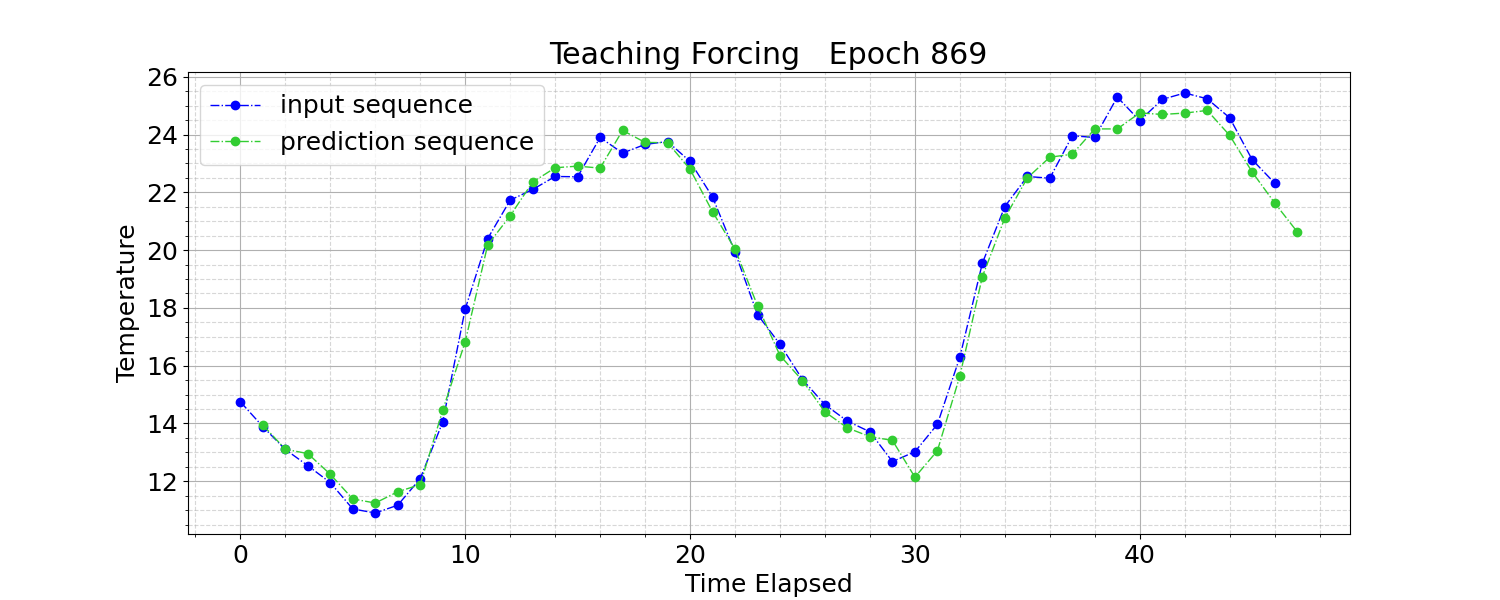 Teaching Forcing   Epoch 869
input sequence
prediction sequence
Temperature
26
24
22
20
18
16
14
12
0 10 20 30 40
Time Elapsed